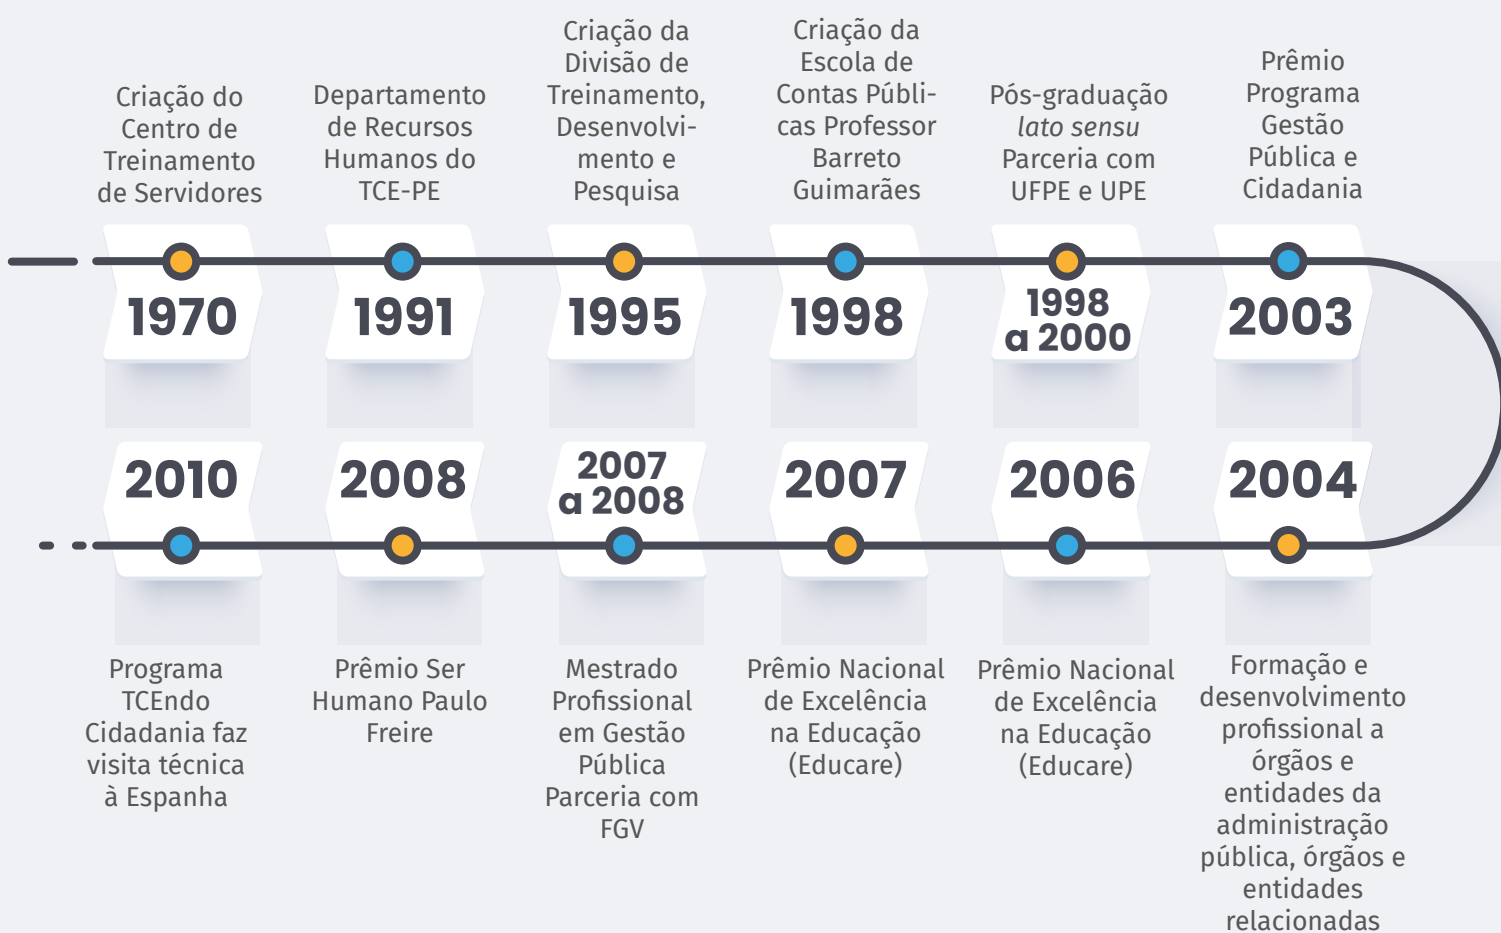 Criação do
Centro de
Treinamento
de Servidores
1970
Departamento
de Recursos
Humanos do
TCE-PE
1991
Criação da
Divisão de
Treinamento,
Desenvolvi-
mento e
Pesquisa
1995
Criação da
Escola de
Contas Públi-
cas Professor
Barreto
Guimarães
1998
Pós-graduação
lato sensu
Parceria com
UFPE e UPE
1998
a 2000
Prêmio
Programa
Gestão
Pública e
Cidadania
2003
2004
Formação e
desenvolvimento
profissional a
órgãos e
entidades da
administração
pública, órgãos e
entidades
relacionadas
2006
Prêmio Nacional
de Excelência
na Educação
(Educare)
2007
Prêmio Nacional
de Excelência
na Educação
(Educare)
2007
a 2008
Mestrado
Profissional
em Gestão
Pública
Parceria com
FGV
2008
Prêmio Ser
Humano Paulo
Freire
2010
Programa
TCEndo
Cidadania faz
visita técnica
à Espanha